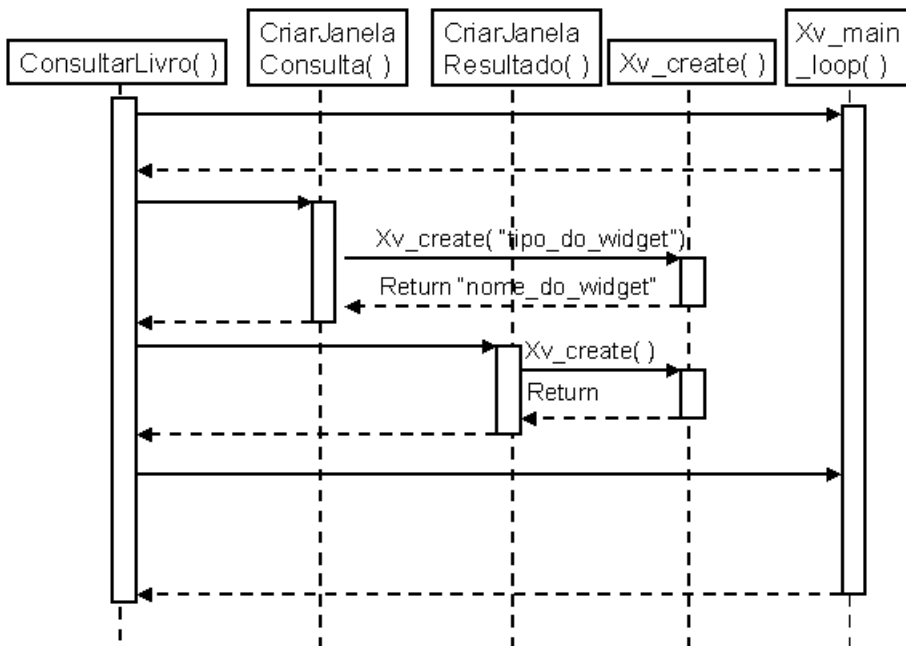 ConsultarLivro( )
CriarJanela
Consulta( )
CriarJanela
Resultado( )
Xv_create( )
Xv_main
_loop( )
Xv_create( "tipo_do_widget")
Return "nome_do_widget"
Xv_create( )
Return